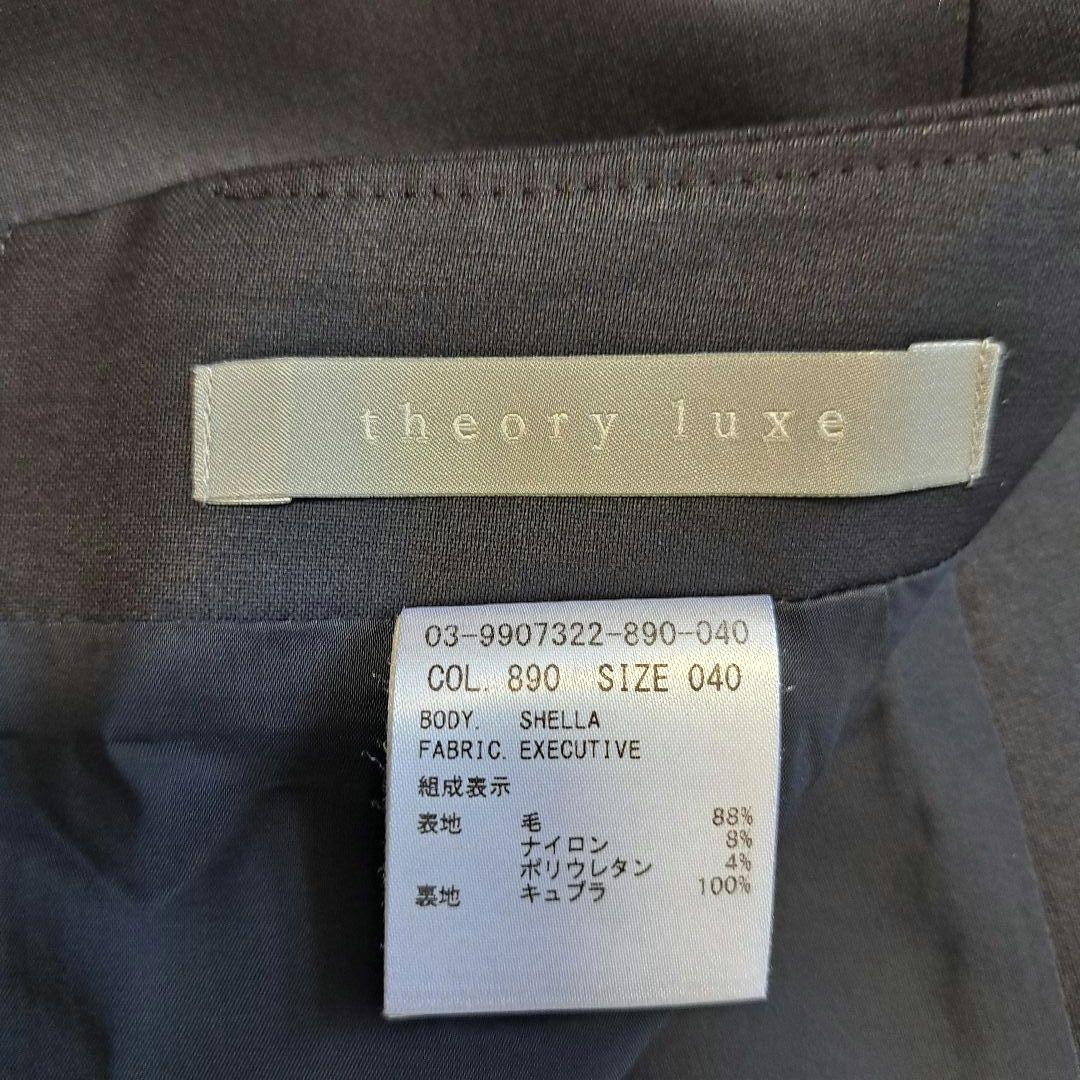 theory luxe
03-9907322-890-040
COL. 890 SIZE 040
BODY. SHELLA
FABRIC. EXECUTIVE
組成表示
表地 毛 88%
ナイロン 8%
ポリウレタン 4%
裏地 キュプラ 100%